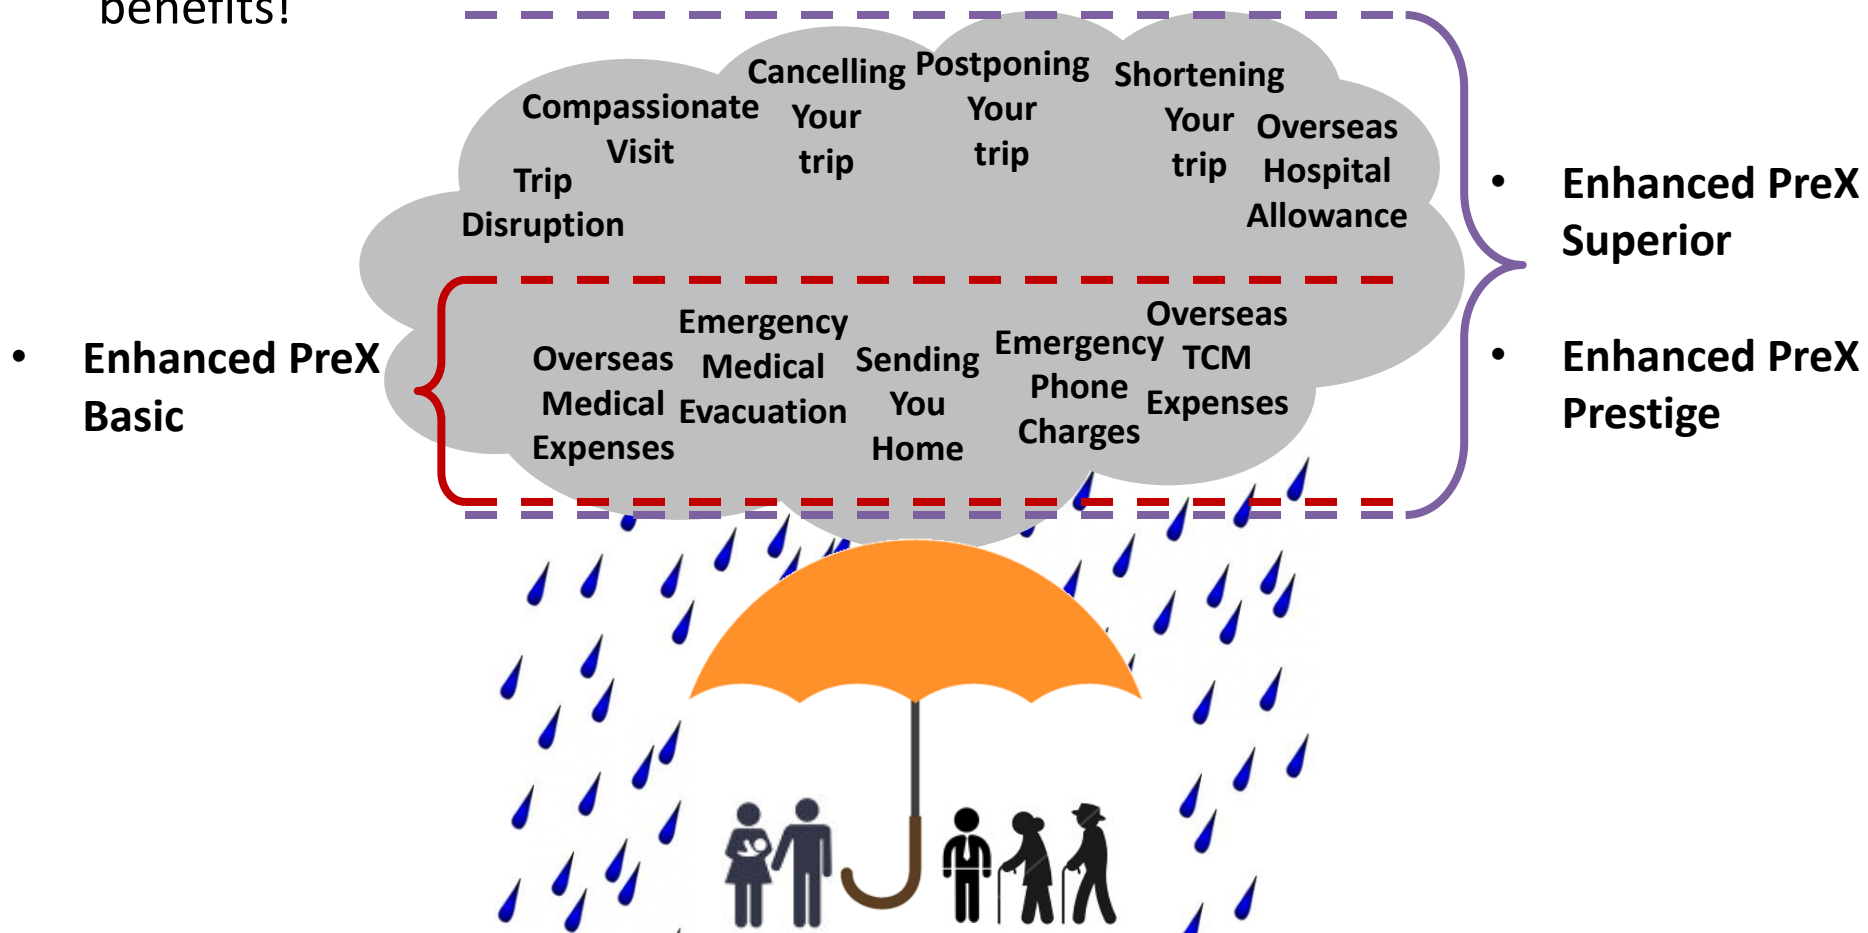 benefits!
Compassionate
Visit
Cancelling
Your
trip
Postponing
Your
trip
Shortening
Your
trip
Overseas
Hospital
Allowance
Trip
Disruption
• Enhanced PreX
Superior
• Enhanced PreX
Basic
Overseas
Medical
Expenses
Emergency
Medical
Evacuation
Sending
You
Home
Emergency
Phone
Charges
Overseas
TCM
Expenses
• Enhanced PreX
Prestige